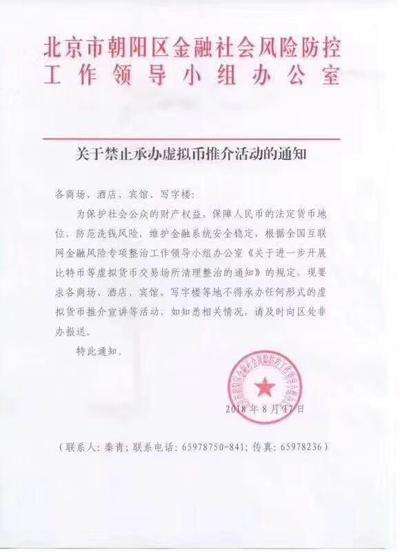 北京市朝阳区金融社会风险防控
工作领导小组办公室
关于禁止承办虚拟币推介活动的通知
各商场、酒店、宾馆、写字楼:
为保护社会公众的财产权益，保障人民币的法定货币地
位，防范洗钱风险，维护金融系统安全稳定，根据全国互联
网金融风险专项整治工作领导小组办公室《关于进一步开展
比特币等虚拟货币交易场所清理整治的通知》的规定，现要
求各商场、酒店、宾馆、写字楼等地不得承办任何形式的虚
拟货币推介宣讲等活动，如知悉相关情况，请及时向区处非
办报送。
特此通知。
2018 年 8 月 17 日
(联系人: 秦青; 联系电话: 65978750-841; 传真: 65978236)